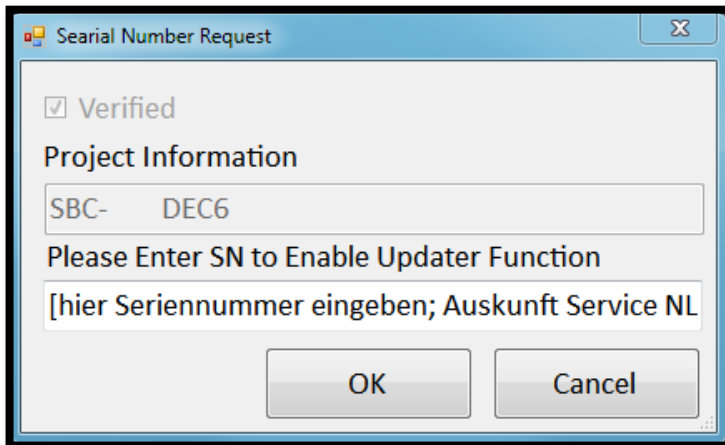 Searial Number Request
Verified
Project Information
SBC- DEC6
Please Enter SN to Enable Updater Function
[hier Seriennummer eingeben; Auskunft Service NL
OK Cancel